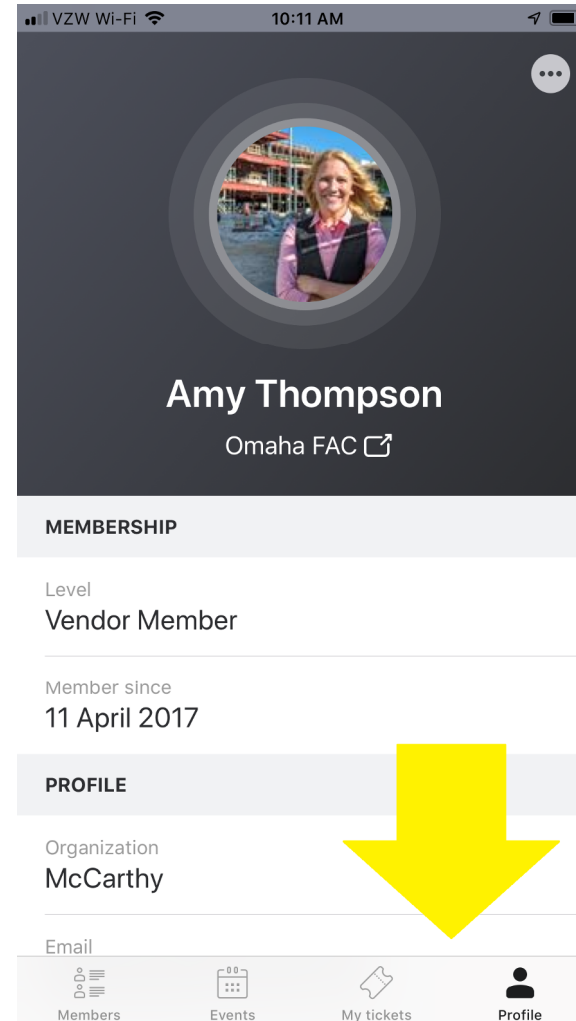 VZW Wi-Fi 10:11 AM
Amy Thompson
Omaha FAC
MEMBERSHIP
Level
Vendor Member
Member since
11 April 2017
PROFILE
Organization
McCarthy
Email
Members Events My tickets Profile